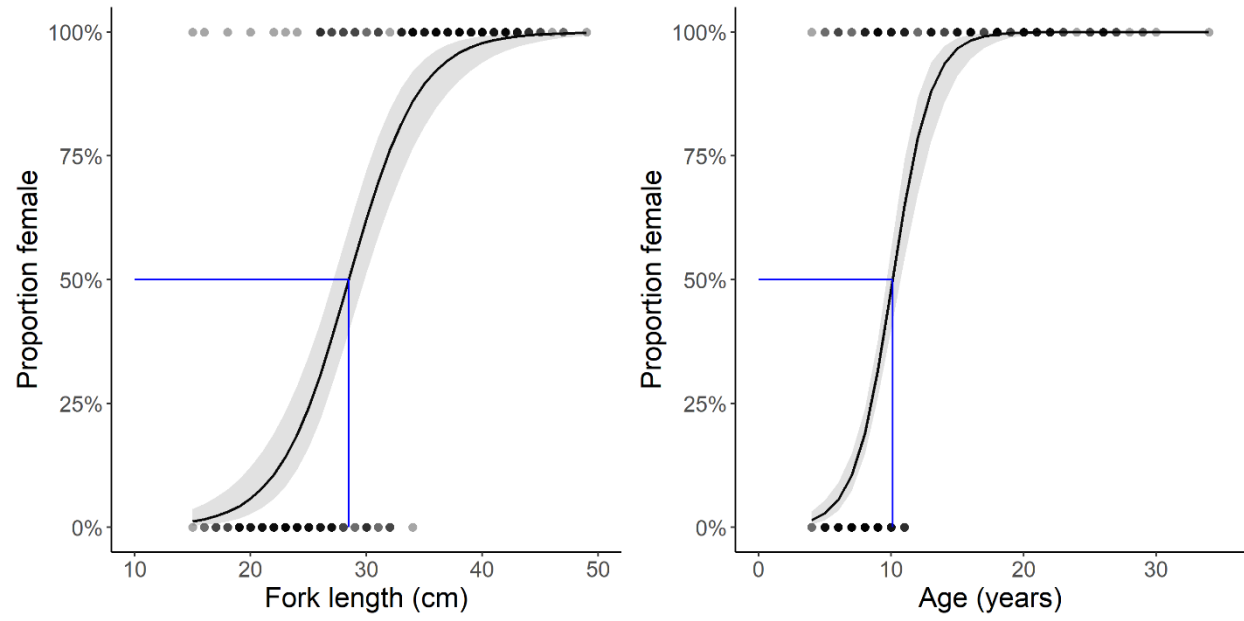 100%
75%
50%
25%
0%
Proportion female
10 20 30 40 50
Fork length (cm)
100%
75%
50%
25%
0%
Proportion female
0 10 20 30
Age (years)